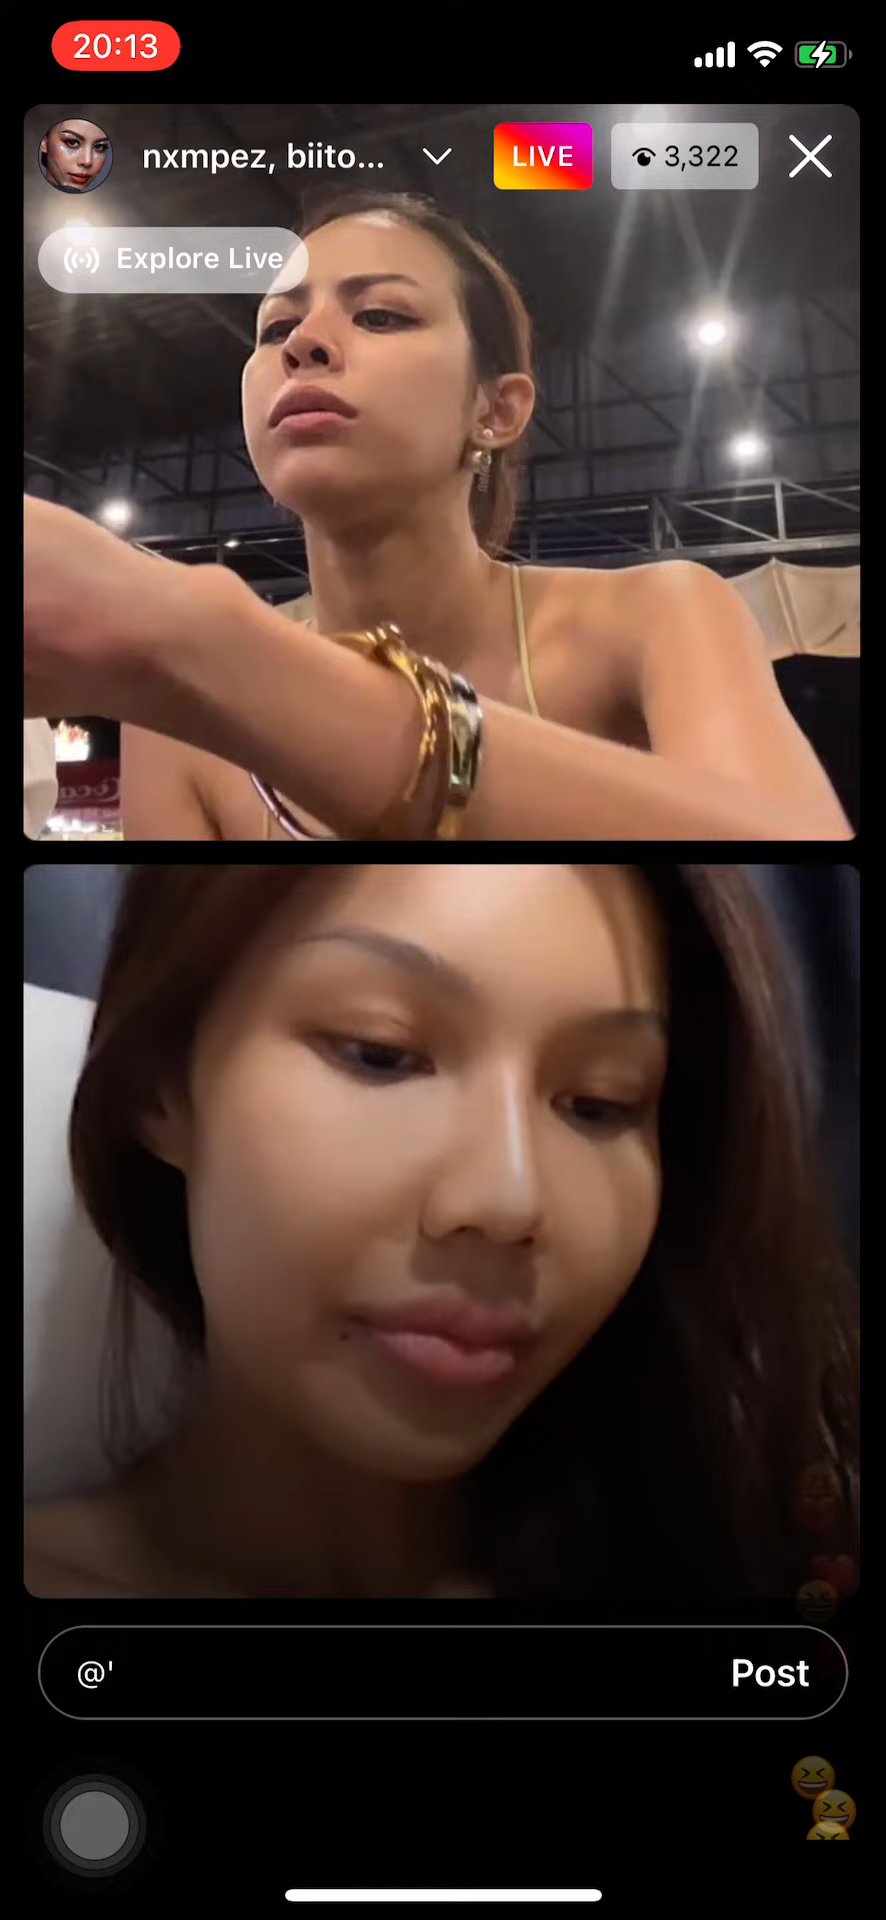 20:13
nxmpez, biito...
LIVE
3,322
Explore Live
@'
Post